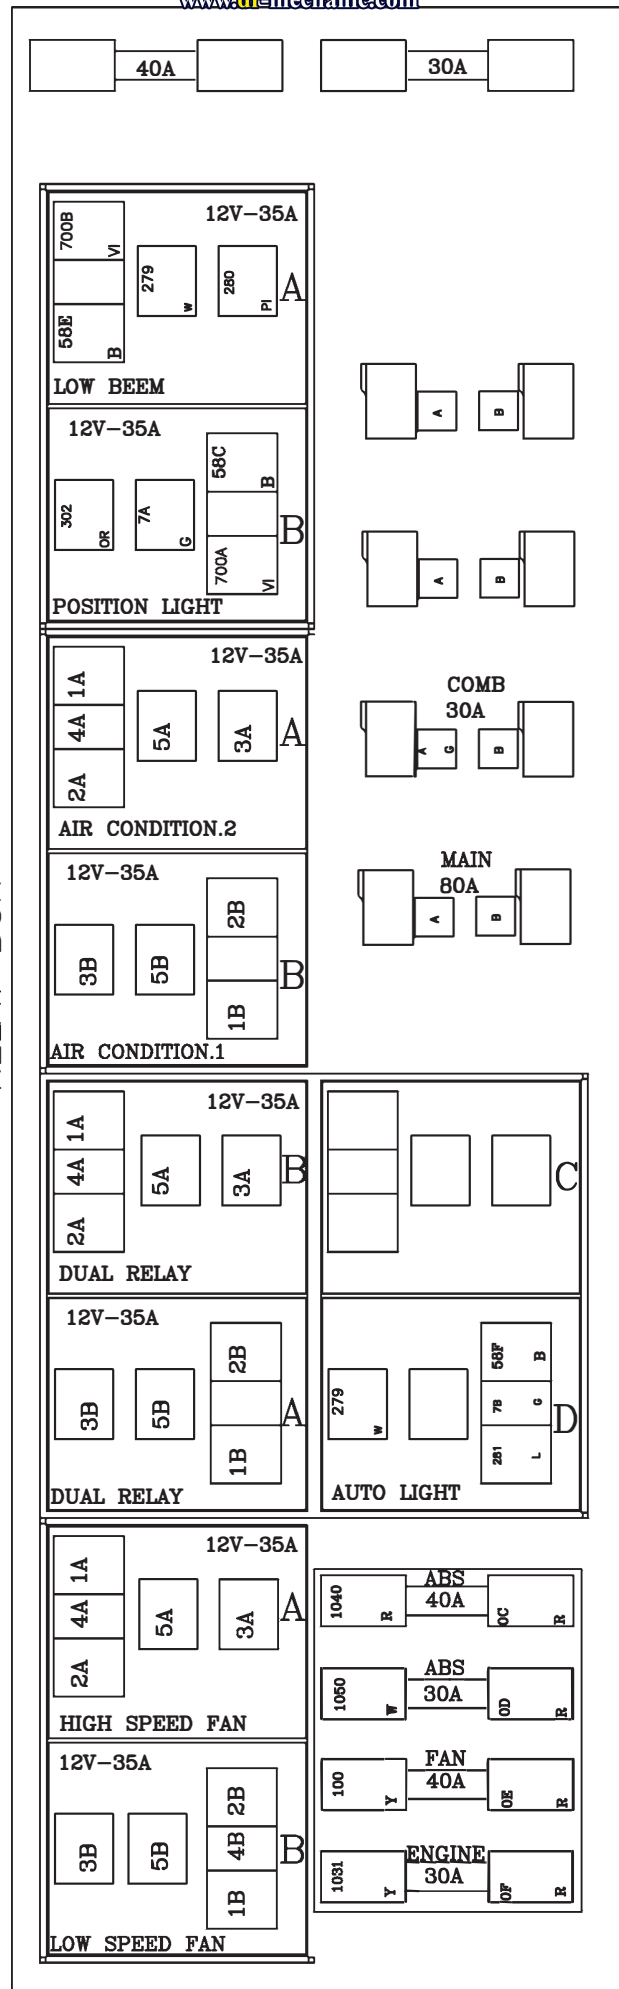 www.dr-mechanic.com
40A
30A
12V-35A
700B VI
279 W
280 PI
A
58E B
LOW BEEM
12V-35A
58C B
302 OR
7A G
B
700A VI
POSITION LIGHT
12V-35A
1A
4A
5A
3A
A
2A
AIR CONDITION.2
12V-35A
2B
3B
5B
B
1B
AIR CONDITION.1
A B
A B
COMB
30A
A G B
MAIN
80A
A B
12V-35A
1A
4A
5A
3A
B
2A
DUAL RELAY
C
12V-35A
2B
3B
5B
A
1B
DUAL RELAY
58F B
279 W
7B G
D
281 L
AUTO LIGHT
12V-35A
1A
4A
5A
3A
A
2A
HIGH SPEED FAN
12V-35A
2B
3B
5B
4B
B
1B
LOW SPEED FAN
ABS
1040 R 40A 0C R
ABS
1050 W 30A 0D R
FAN
100 Y 40A 0E R
ENGINE
1031 Y 30A 0F R